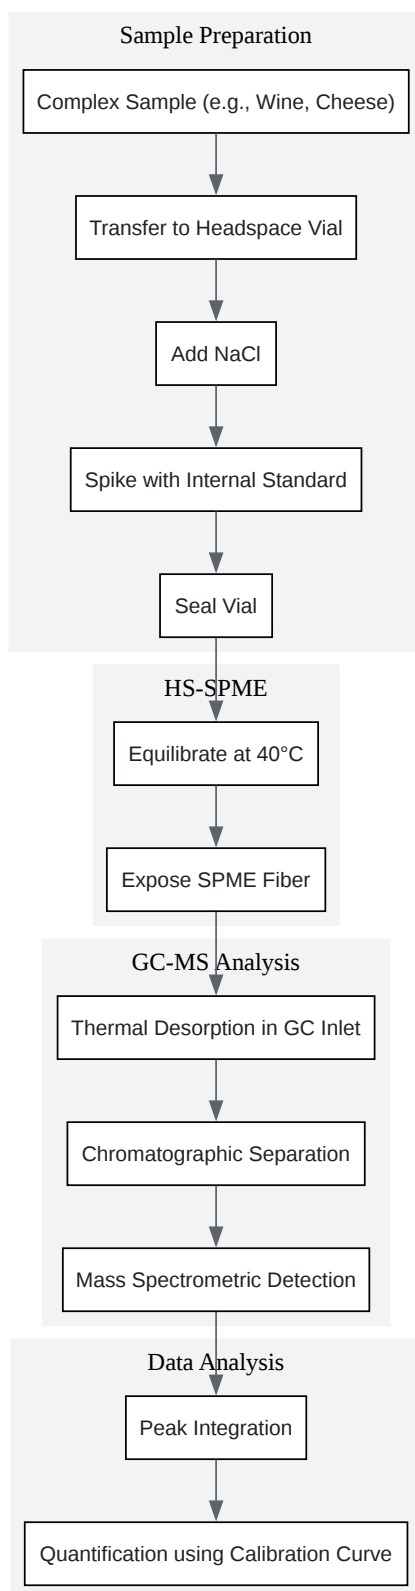 Sample Preparation
Complex Sample (e.g., Wine, Cheese)
Transfer to Headspace Vial
Add NaCl
Spike with Internal Standard
Seal Vial
HS-SPME
Equilibrate at 40°C
Expose SPME Fiber
GC-MS Analysis
Thermal Desorption in GC Inlet
Chromatographic Separation
Mass Spectrometric Detection
Data Analysis
Peak Integration
Quantification using Calibration Curve